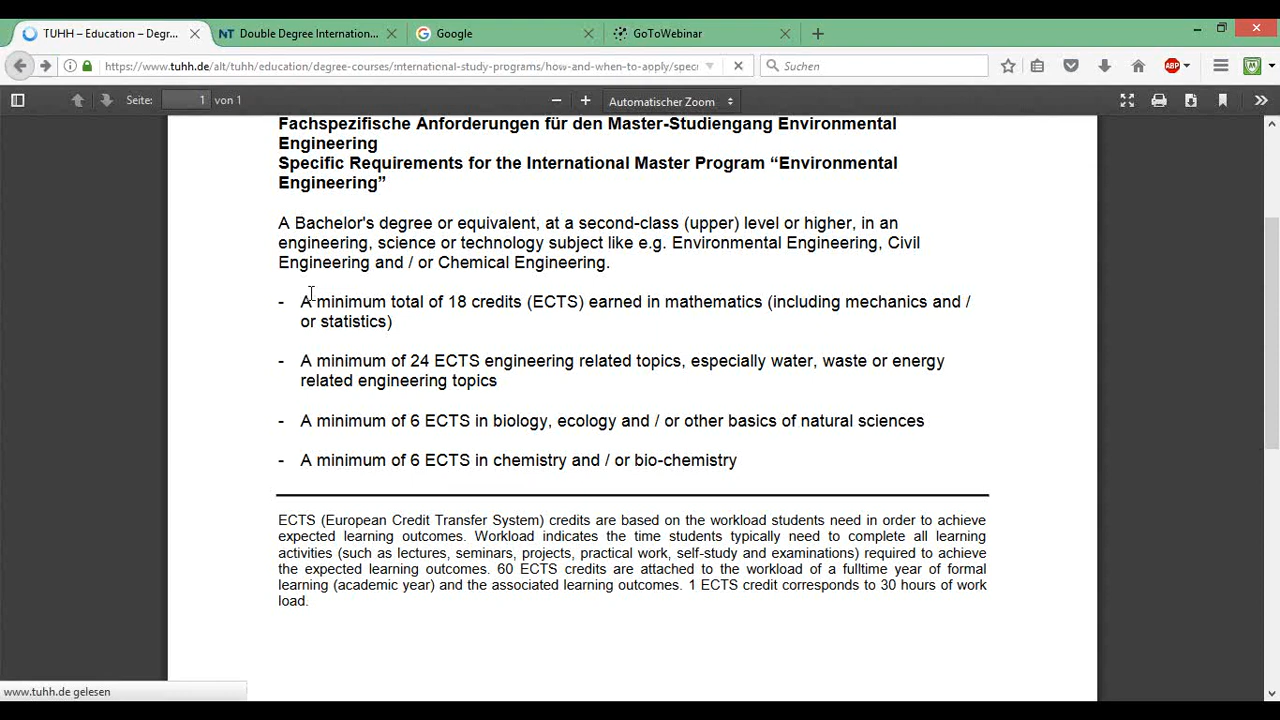 TUHH – Education – Degr...
Double Degree Internation...
Google
GoToWebinar
https://www.tuhh.de/alt/tuhh/education/degree-courses/international-study-programs/how-and-when-to-apply/speci
Suchen
ABP
Seite: 1 von 1
Automatischer Zoom
Fachspezifische Anforderungen für den Master-Studiengang Environmental
Engineering
Specific Requirements for the International Master Program “Environmental
Engineering”
A Bachelor's degree or equivalent, at a second-class (upper) level or higher, in an
engineering, science or technology subject like e.g. Environmental Engineering, Civil
Engineering and / or Chemical Engineering.
- A minimum total of 18 credits (ECTS) earned in mathematics (including mechanics and /
or statistics)
- A minimum of 24 ECTS engineering related topics, especially water, waste or energy
related engineering topics
- A minimum of 6 ECTS in biology, ecology and / or other basics of natural sciences
- A minimum of 6 ECTS in chemistry and / or bio-chemistry
ECTS (European Credit Transfer System) credits are based on the workload students need in order to achieve
expected learning outcomes. Workload indicates the time students typically need to complete all learning
activities (such as lectures, seminars, projects, practical work, self-study and examinations) required to achieve
the expected learning outcomes. 60 ECTS credits are attached to the workload of a fulltime year of formal
learning (academic year) and the associated learning outcomes. 1 ECTS credit corresponds to 30 hours of work
load.
www.tuhh.de gelesen